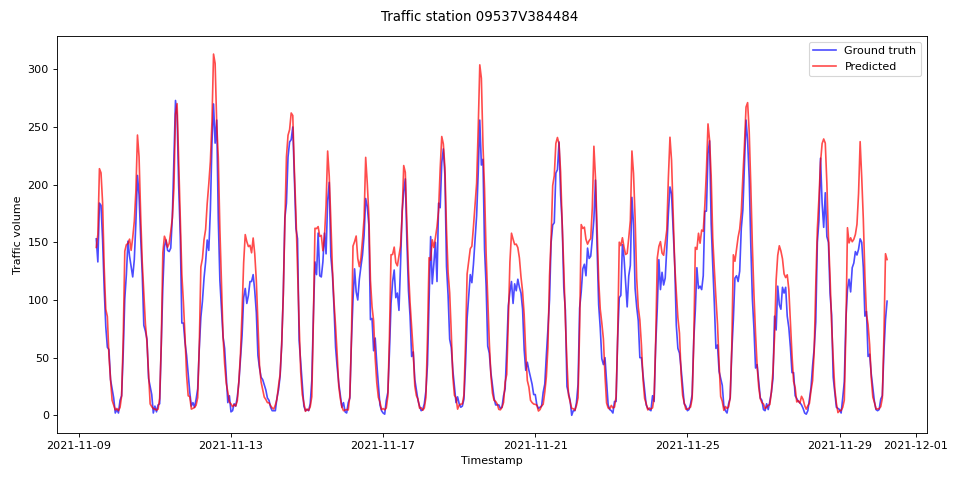 Traffic station 09537V384484
Ground truth
Predicted
Traffic volume
300
250
200
150
100
50
0
2021-11-09
2021-11-13
2021-11-17
2021-11-21
2021-11-25
2021-11-29
2021-12-01
Timestamp